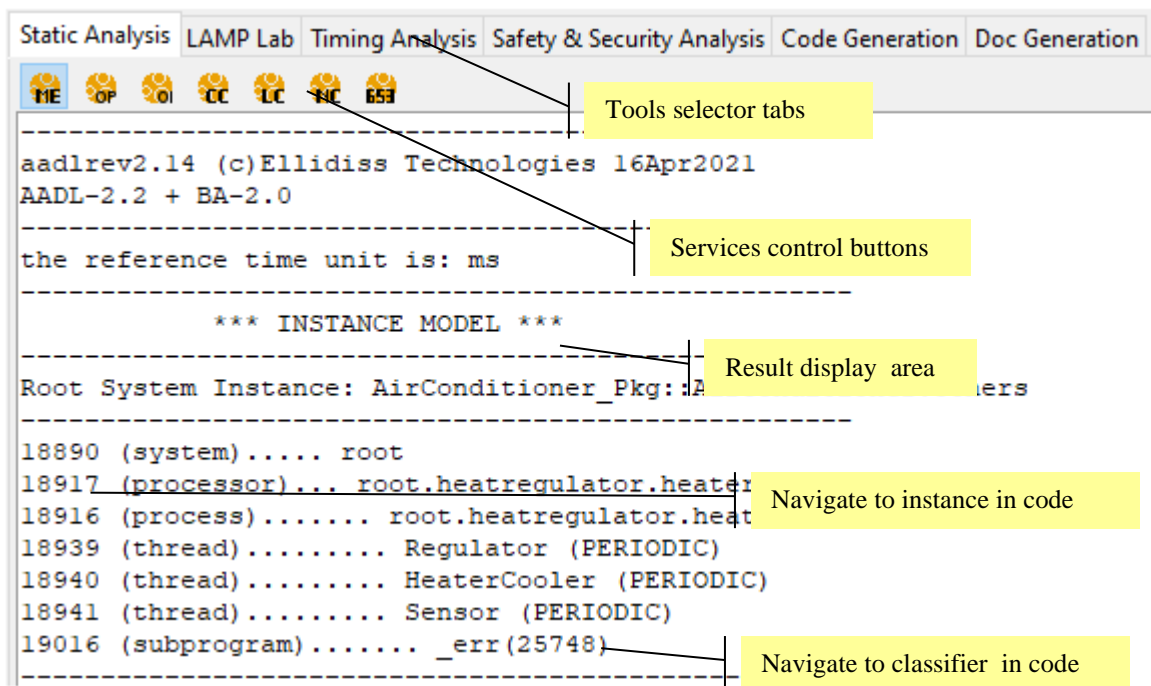 Static Analysis LAMP Lab Timing Analysis Safety & Security Analysis Code Generation Doc Generation
ME OP OI CC LC NC 653
Tools selector tabs
------------------------------------
aadlrev2.14 (c)Ellidiss Technologies 16Apr2021
AADL-2.2 + BA-2.0
----------------------------------------
Services control buttons
the reference time unit is: ms
----------------------------------------------------
*** INSTANCE MODEL ***
------------------------------------------
Result display area
Root System Instance: AirConditioner_Pkg::A ners
----------------------------------------------------
18890 (system)..... root
18917 (processor)... root.heatregulator.heater
Navigate to instance in code
18916 (process)....... root.heatregulator.heat
18939 (thread)......... Regulator (PERIODIC)
18940 (thread)......... HeaterCooler (PERIODIC)
18941 (thread)......... Sensor (PERIODIC)
19016 (subprogram)....... _err(25748)
Navigate to classifier in code
---------------------------------------------